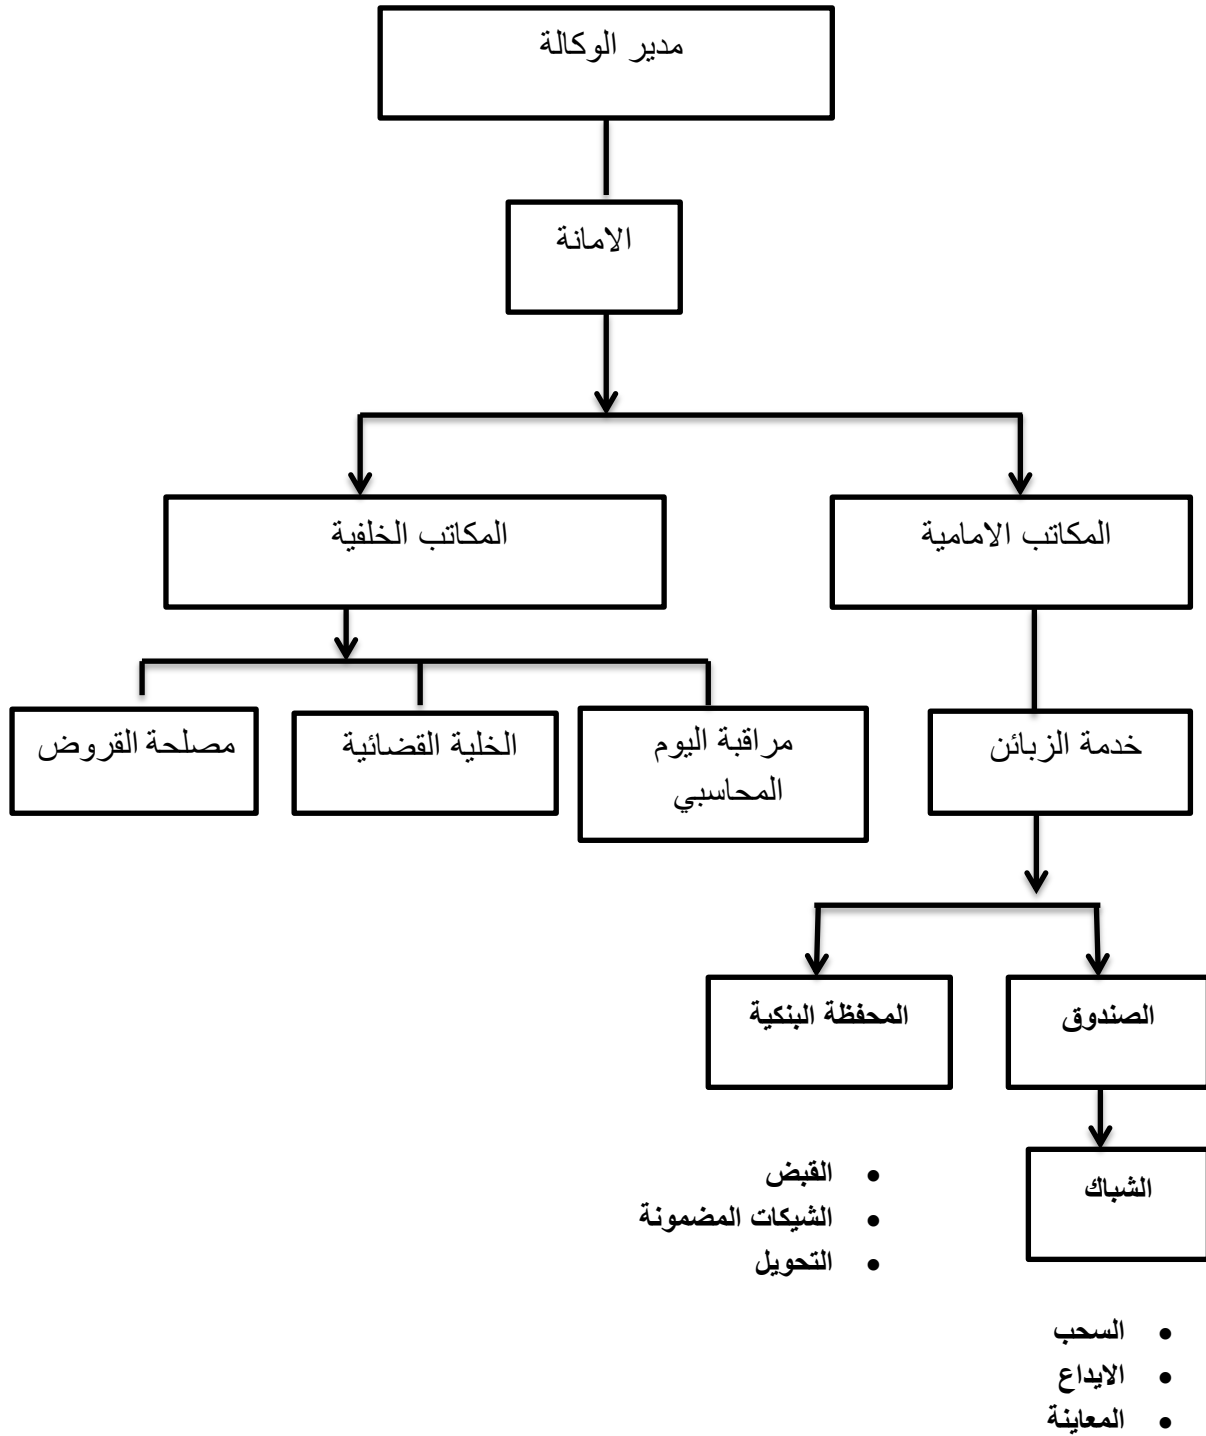 مدير الوكالة
الامانة
المكاتب الامامية
المكاتب الخلفية
خدمة الزبائن
مراقبة اليوم
المحاسبي
الخلية القضائية
مصلحة القروض
الصندوق
المحفظة البنكية
الشباك
• القبض
• الشيكات المضمونة
• التحويل
• السحب
• الايداع
• المعاينة